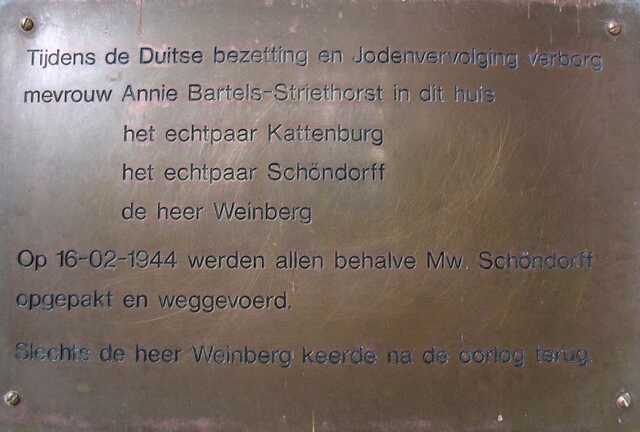 Tijdens de Duitse bezetting en Jodenvervolging verborg
mevrouw Annie Bartels-Striethorst in dit huis
het echtpaar Kattenburg
het echtpaar Schöndorff
de heer Weinberg
Op 16-02-1944 werden allen behalve Mw. Schöndorff
opgepakt en weggevoerd.
Slechts de heer Weinberg keerde na de oorlog terug.